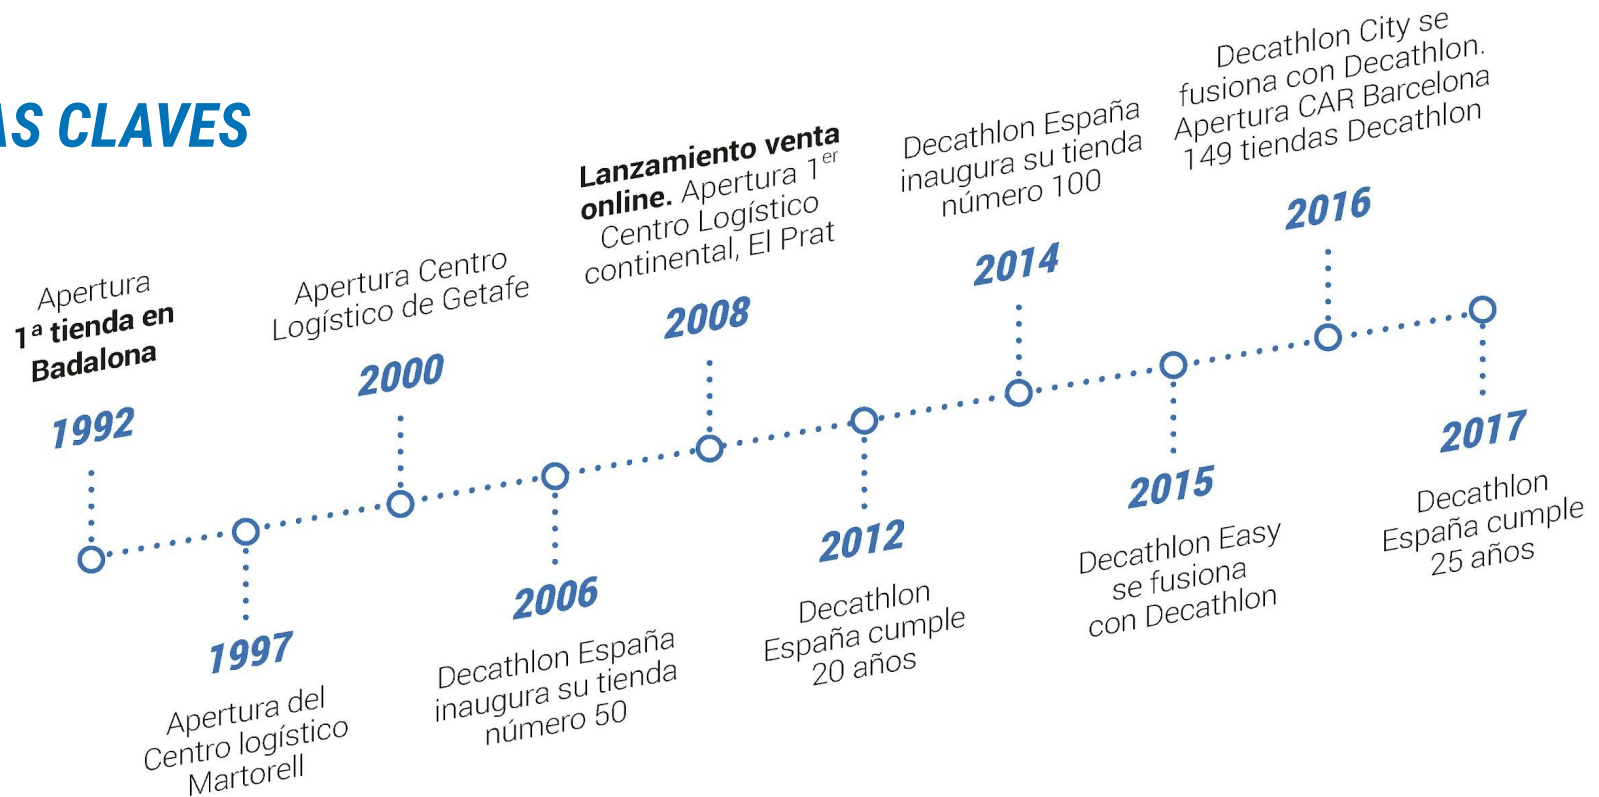 AS CLAVES
Apertura
1ª tienda en
Badalona
1992
1997
Apertura del
Centro logístico
Martorell
Apertura Centro
Logístico de Getafe
2000
2006
Decathlon España
inaugura su tienda
número 50
Lanzamiento venta
online. Apertura 1er
Centro Logístico
continental, El Prat
2008
2012
Decathlon
España cumple
20 años
Decathlon España
inaugura su tienda
número 100
2014
2015
Decathlon Easy
se fusiona
con Decathlon
Decathlon City se
fusiona con Decathlon.
Apertura CAR Barcelona
149 tiendas Decathlon
2016
2017
Decathlon
España cumple
25 años